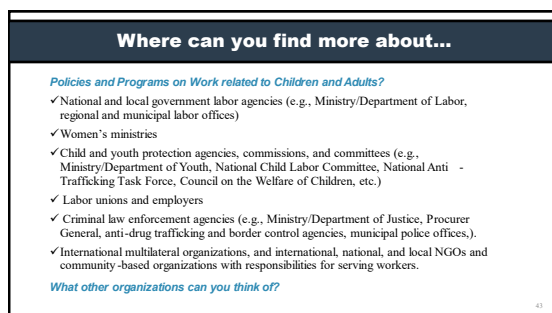 Where can you find more about…
Policies and Programs on Work related to Children and Adults?
✓National and local government labor agencies (e.g., Ministry/Department of Labor,
regional and municipal labor offices)
✓Women's ministries
✓Child and youth protection agencies, commissions, and committees (e.g.,
Ministry/Department of Youth, National Child Labor Committee, National Anti -
Trafficking Task Force, Council on the Welfare of Children, etc.)
✓ Labor unions and employers
✓ Criminal law enforcement agencies (e.g., Ministry/Department of Justice, Procurer
General, anti-drug trafficking and border control agencies, municipal police offices,).
✓International multilateral organizations, and international, national, and local NGOs and
community -based organizations with responsibilities for serving workers.
What other organizations can you think of?
43